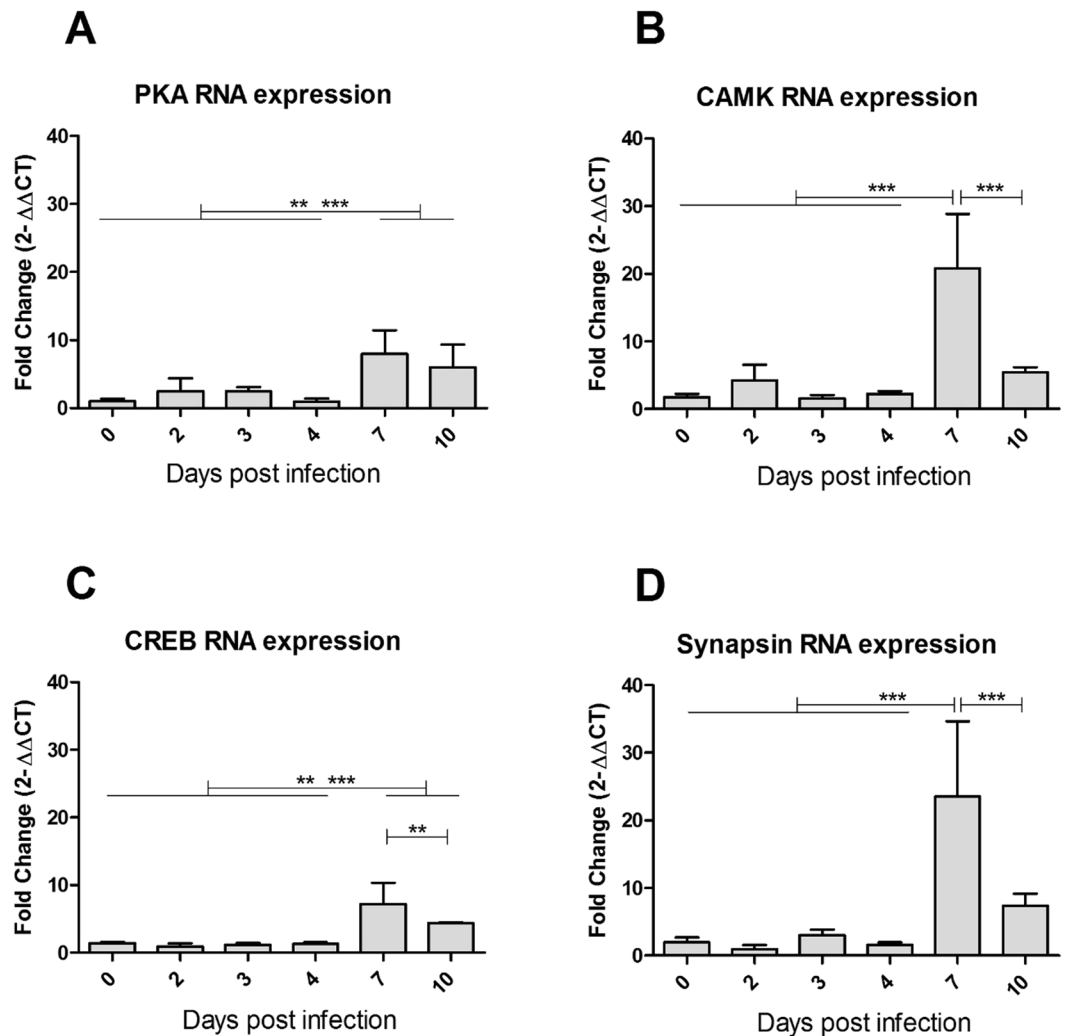 A
PKA RNA expression
Fold Change (2- ΔΔCT)
40
30
20
10
0
** ***
0 2 3 4 7 10
Days post infection
B
CAMK RNA expression
Fold Change (2- ΔΔCT)
40
30
20
10
0
*** ***
0 2 3 4 7 10
Days post infection
C
CREB RNA expression
Fold Change (2- ΔΔCT)
40
30
20
10
0
** ***
**
0 2 3 4 7 10
Days post infection
D
Synapsin RNA expression
Fold Change (2- ΔΔCT)
40
30
20
10
0
*** ***
0 2 3 4 7 10
Days post infection